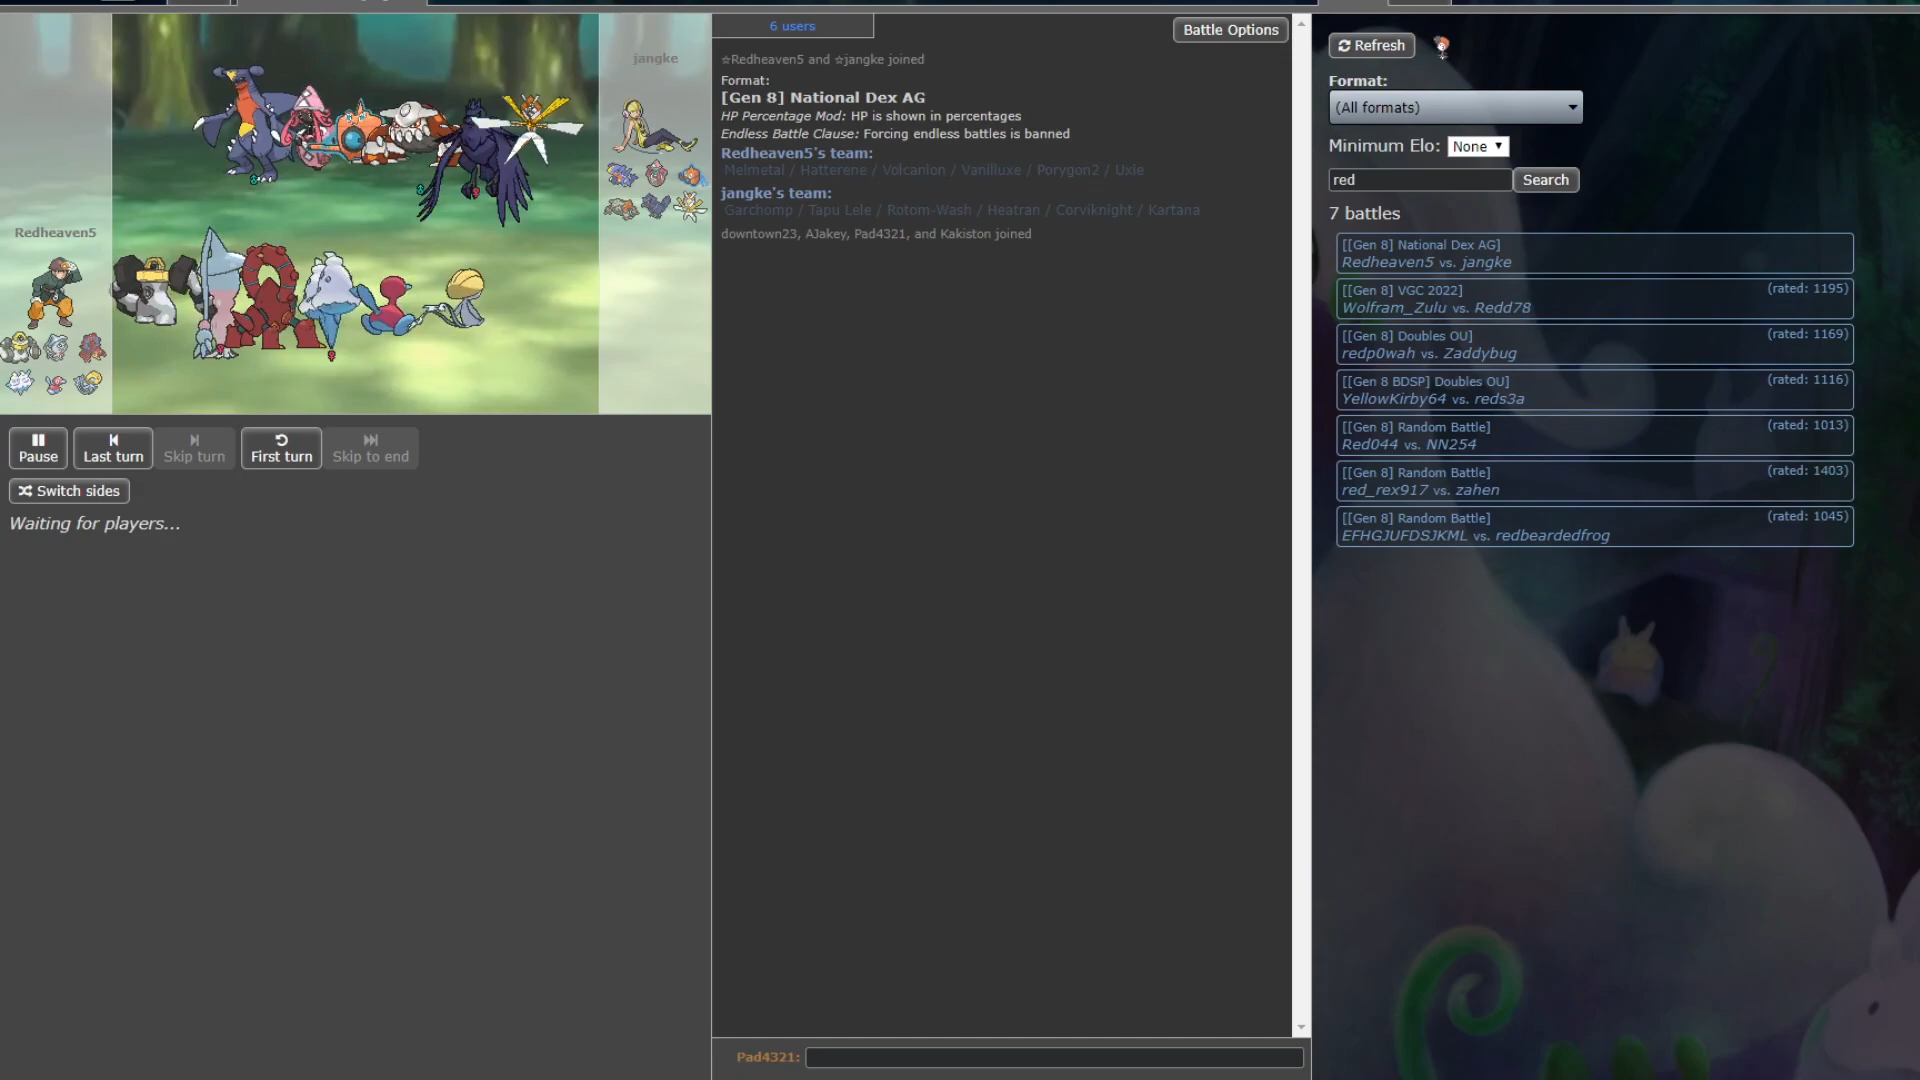 jangke
Redheaven5
Pause
Last turn
Skip turn
First turn
Skip to end
Switch sides
Waiting for players...
6 users
Battle Options
☆Redheaven5 and ☆jangke joined
Format:
[Gen 8] National Dex AG
HP Percentage Mod: HP is shown in percentages
Endless Battle Clause: Forcing endless battles is banned
Redheaven5's team:
Melmetal / Hatterene / Volcanion / Vanilluxe / Porygon2 / Uxie
jangke's team:
Garchomp / Tapu Lele / Rotom-Wash / Heatran / Corviknight / Kartana
downtown23, AJakey, Pad4321, and Kakiston joined
Pad4321:
Refresh
Format:
(All formats)
Minimum Elo: None
red
Search
7 battles
[[Gen 8] National Dex AG]
Redheaven5 vs. jangke
[[Gen 8] VGC 2022] (rated: 1195)
Wolfram_Zulu vs. Redd78
[[Gen 8] Doubles OU] (rated: 1169)
redp0wah vs. Zaddybug
[[Gen 8 BDSP] Doubles OU] (rated: 1116)
YellowKirby64 vs. reds3a
[[Gen 8] Random Battle] (rated: 1013)
Red044 vs. NN254
[[Gen 8] Random Battle] (rated: 1403)
red_rex917 vs. zahen
[[Gen 8] Random Battle] (rated: 1045)
EFHGJUFDSJKML vs. redbeardedfrog